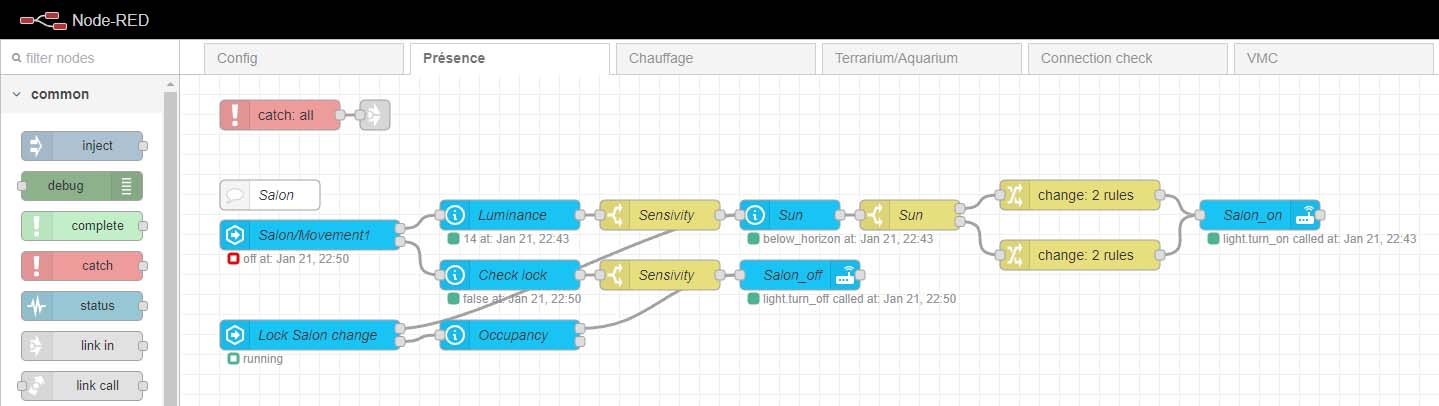 Node-RED
filter nodes
Config
Présence
Chauffage
Terrarium/Aquarium
Connection check
VMC
common
inject
debug
complete
catch
status
link in
link call
catch: all
Salon
Salon/Movement1
off at: Jan 21, 22:50
Luminance
14 at: Jan 21, 22:43
Sensivity
Sun
below_horizon at: Jan 21, 22:43
Sun
change: 2 rules
change: 2 rules
Salon_on
light.turn_on called at: Jan 21, 22:43
Check lock
false at: Jan 21, 22:50
Sensivity
Salon_off
light.turn_off called at: Jan 21, 22:50
Lock Salon change
running
Occupancy